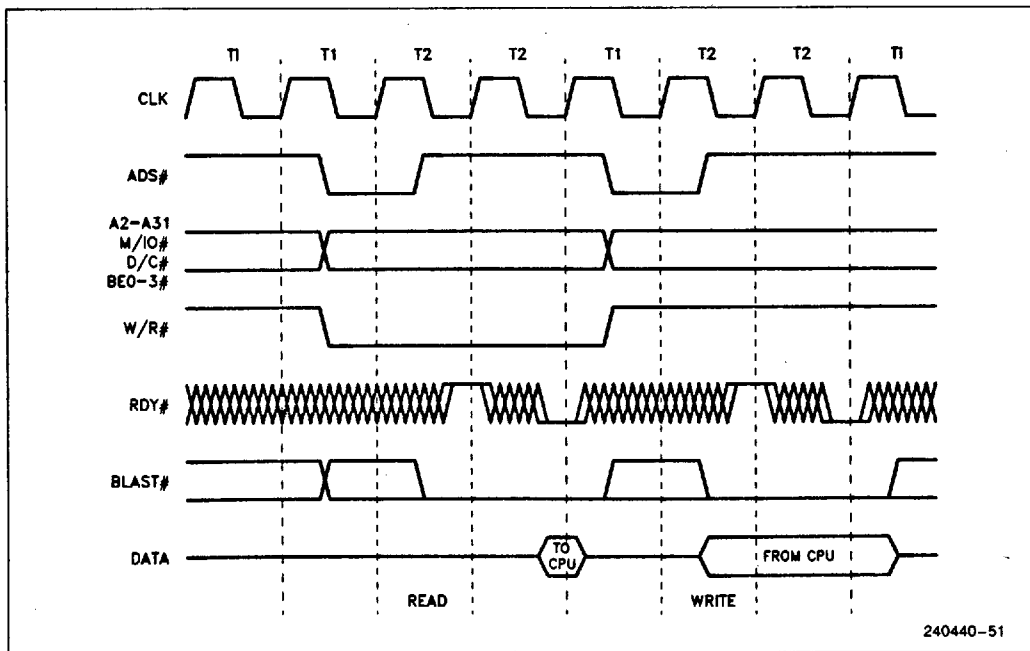 Ti T1 T2 T2 T1 T2 T2 Ti
CLK
ADS#
A2-A31
M/IO#
D/C#
BE0-3#
W/R#
RDY#
BLAST#
DATA
TO
CPU
FROM CPU
READ
WRITE
240440-51